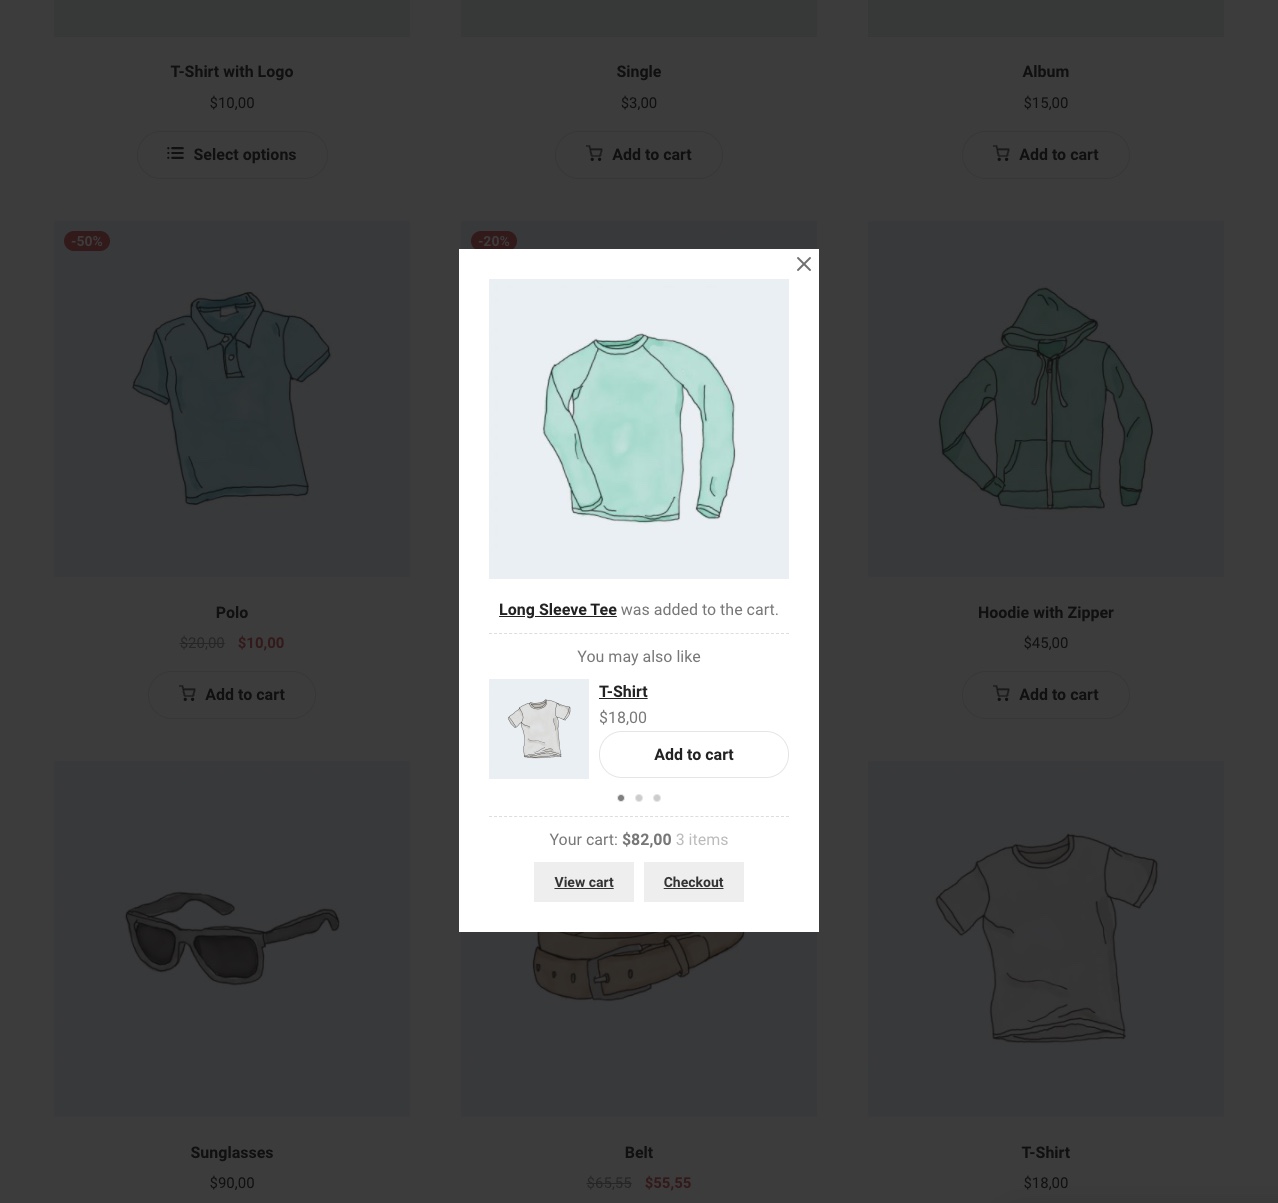 T-Shirt with Logo
$10,00
Select options
Single
$3,00
Add to cart
Album
$15,00
Add to cart
-50%
Polo
$20,00 $10,00
Add to cart
-20%
Hoodie with Zipper
$45,00
Add to cart
Long Sleeve Tee was added to the cart.
You may also like
T-Shirt
$18,00
Add to cart
Your cart: $82,00 3 items
View cart
Checkout
Sunglasses
$90,00
Belt
$65,55 $55,55
T-Shirt
$18,00